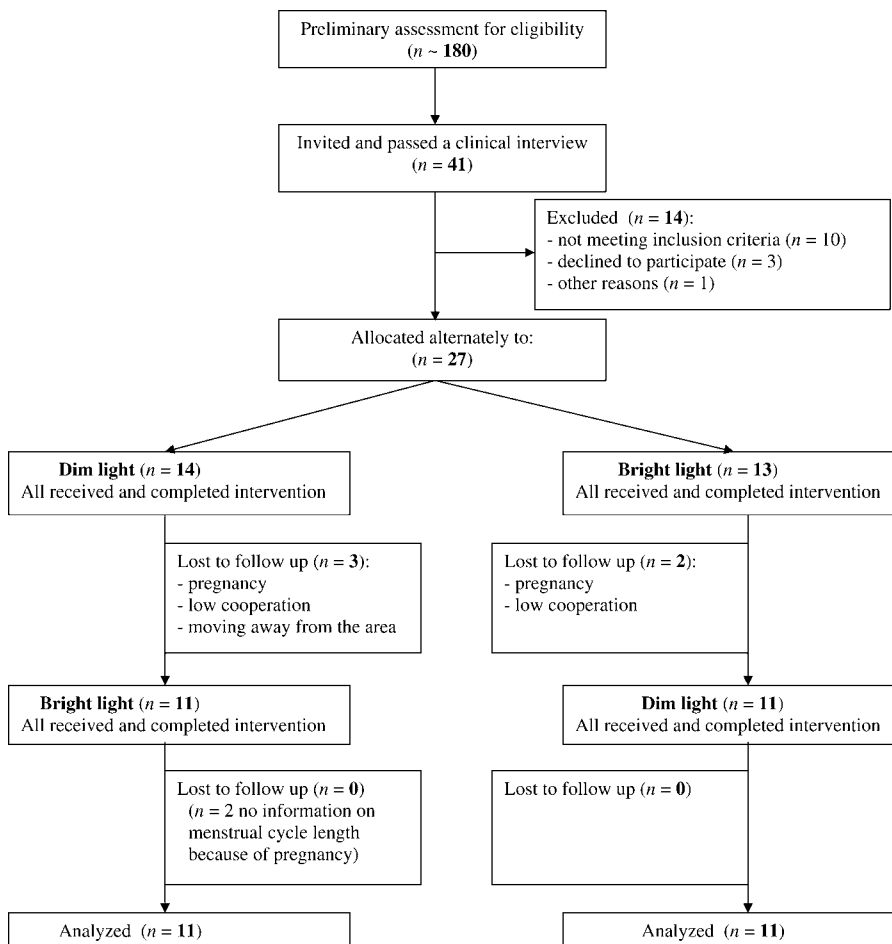 Preliminary assessment for eligibility
(n ~ 180)
Invited and passed a clinical interview
(n = 41)
Excluded (n = 14):
- not meeting inclusion criteria (n = 10)
- declined to participate (n = 3)
- other reasons (n = 1)
Allocated alternately to:
(n = 27)
Dim light (n = 14)
All received and completed intervention
Bright light (n = 13)
All received and completed intervention
Lost to follow up (n = 3):
- pregnancy
- low cooperation
- moving away from the area
Lost to follow up (n = 2):
- pregnancy
- low cooperation
Bright light (n = 11)
All received and completed intervention
Dim light (n = 11)
All received and completed intervention
Lost to follow up (n = 0)
(n = 2 no information on
menstrual cycle length
because of pregnancy)
Lost to follow up (n = 0)
Analyzed (n = 11)
Analyzed (n = 11)